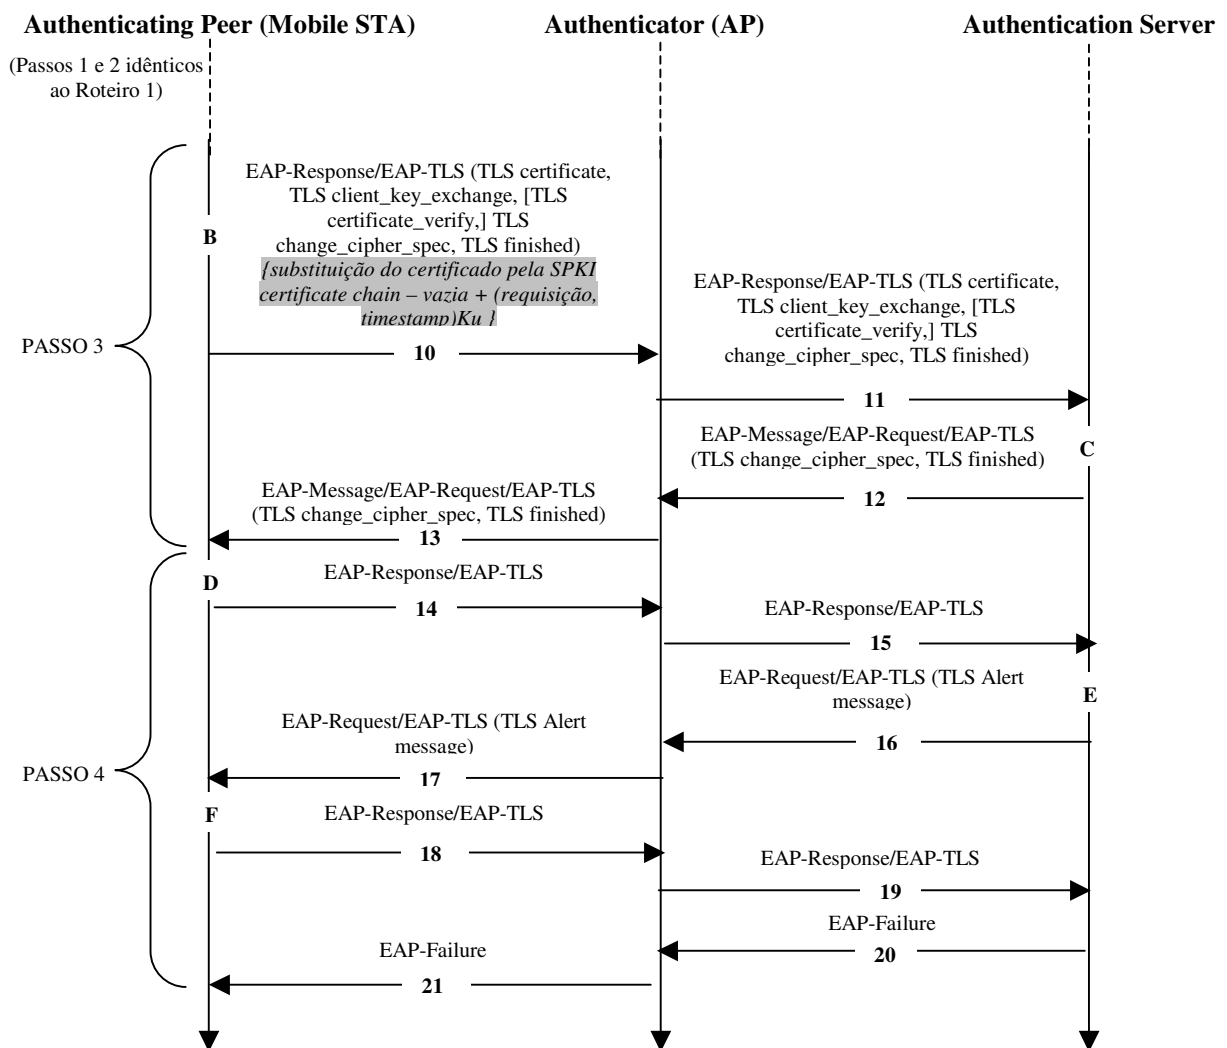 Authenticating Peer (Mobile STA)
Authenticator (AP)
Authentication Server
(Passos 1 e 2 idênticos
ao Roteiro 1)
PASSO 3
B
EAP-Response/EAP-TLS (TLS certificate,
TLS client_key_exchange, [TLS
certificate_verify,] TLS
change_cipher_spec, TLS finished)
{substituição do certificado pela SPKI
certificate chain – vazia + (requisição,
timestamp)Ku }
10
EAP-Response/EAP-TLS (TLS certificate,
TLS client_key_exchange, [TLS
certificate_verify,] TLS
change_cipher_spec, TLS finished)
11
C
EAP-Message/EAP-Request/EAP-TLS
(TLS change_cipher_spec, TLS finished)
12
EAP-Message/EAP-Request/EAP-TLS
(TLS change_cipher_spec, TLS finished)
13
PASSO 4
D
EAP-Response/EAP-TLS
14
EAP-Response/EAP-TLS
15
E
EAP-Request/EAP-TLS (TLS Alert
message)
16
EAP-Request/EAP-TLS (TLS Alert
message)
17
F
EAP-Response/EAP-TLS
18
EAP-Response/EAP-TLS
19
EAP-Failure
20
EAP-Failure
21